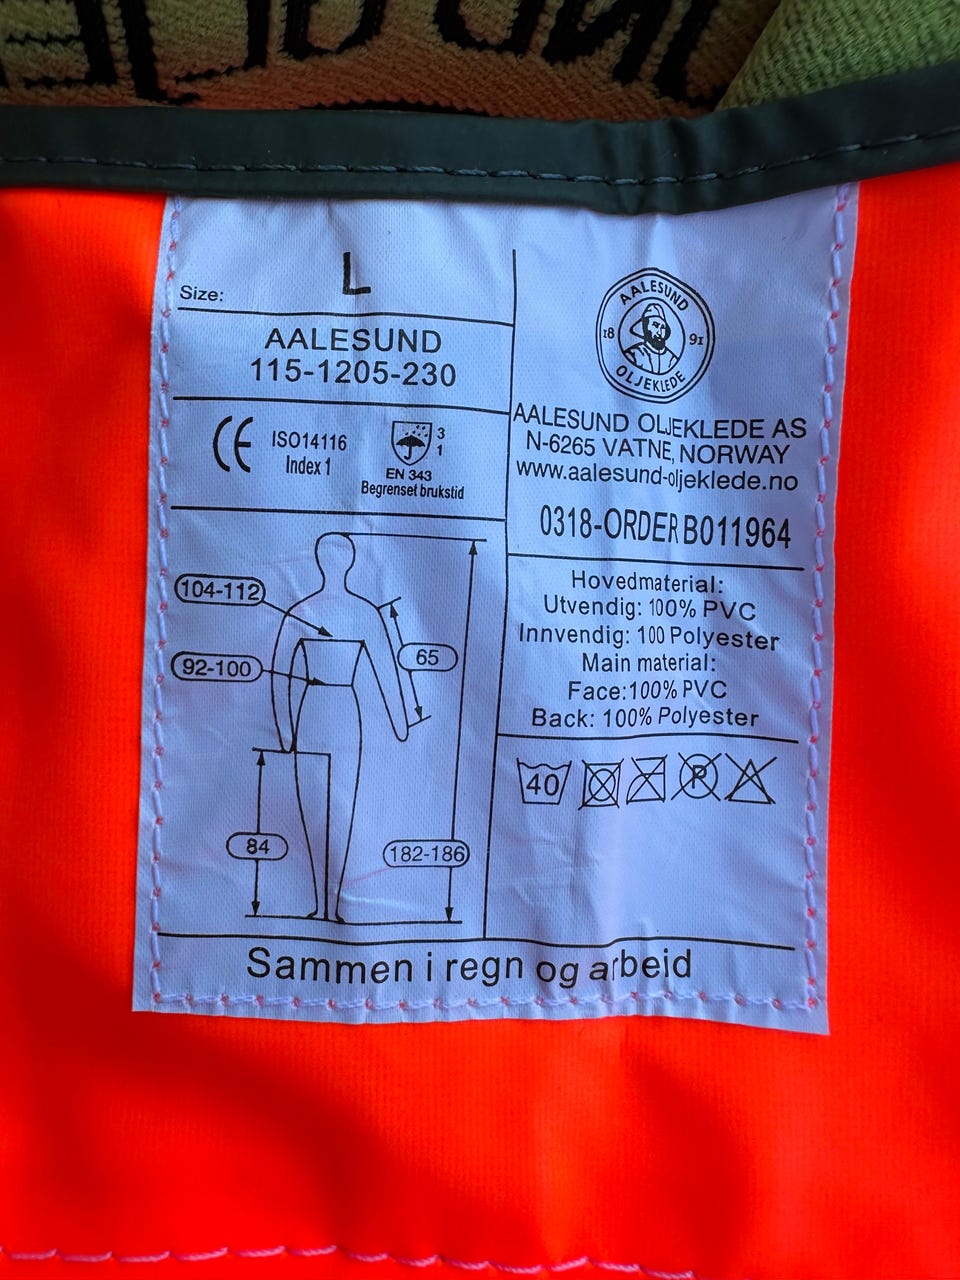 Size: L
AALESUND
115-1205-230
CE
ISO14116
Index 1
3
1
EN 343
Begrenset brukstid
104-112
92-100
65
84
182-186
AALESUND
18 91
OLJEKLEDE
AALESUND OLJEKLEDE AS
N-6265 VATNE, NORWAY
www.aalesund-oljeklede.no
0318-ORDER B011964
Hovedmaterial:
Utvendig: 100% PVC
Innvendig: 100 Polyester
Main material:
Face:100% PVC
Back: 100% Polyester
40
P
Sammen i regn og arbeid